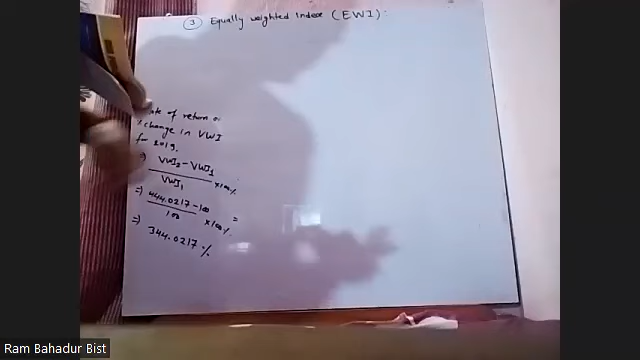 ③ Equally weighted Index (EWI):
Rate of return or
% change in VWI
for 2019.
⇒ VWI₂ - VWI₁
VWI₁
×100%
⇒ 444.0217 - 100
100
×100%
=
⇒ 344.0217 %
Ram Bahadur Bist